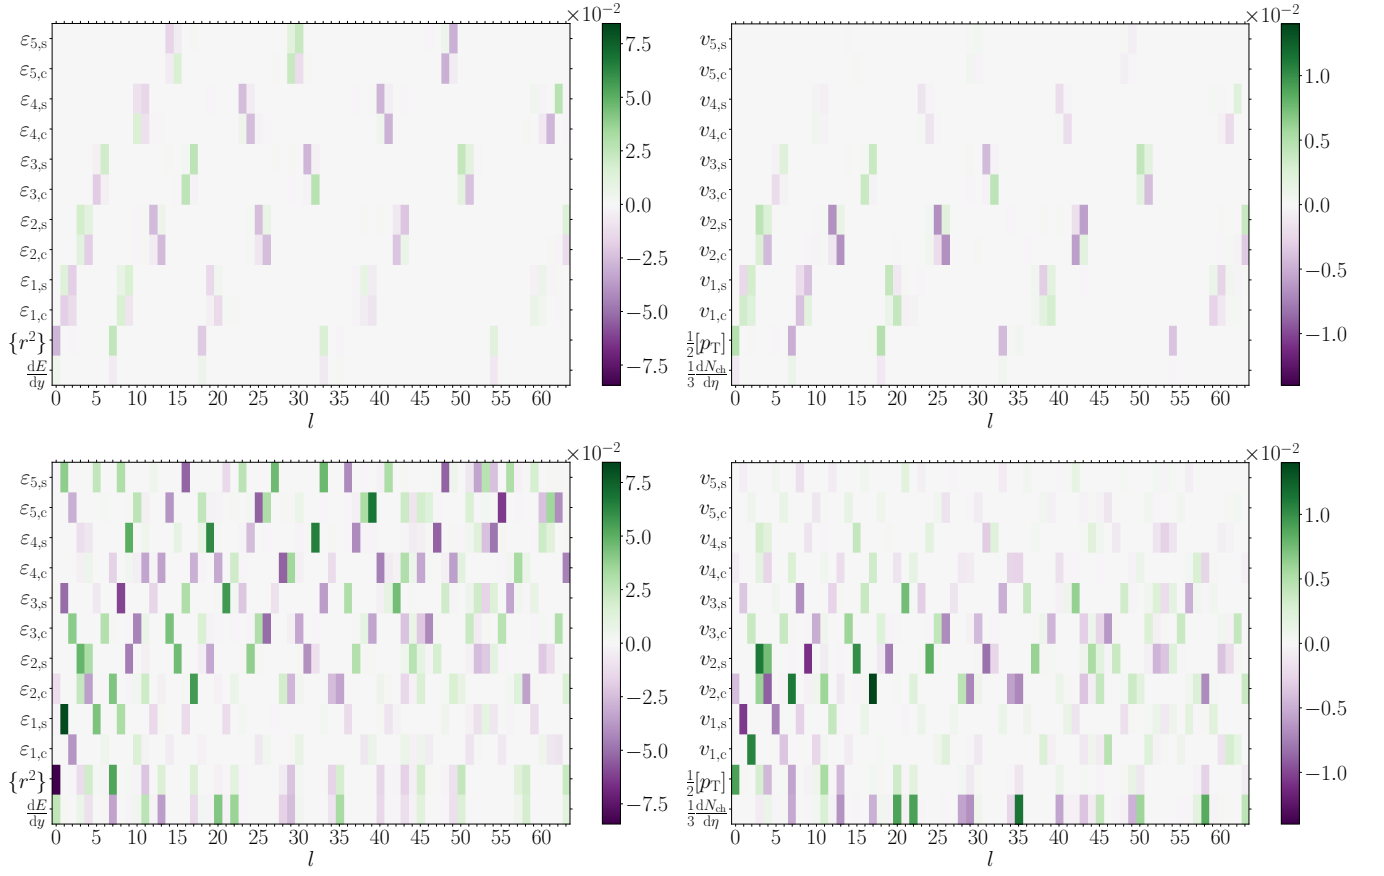 ×10⁻²
ε₅,s
ε₅,c
ε₄,s
ε₄,c
ε₃,s
ε₃,c
ε₂,s
ε₂,c
ε₁,s
ε₁,c
{r²}
dE/dy
0 5 10 15 20 25 30 35 40 45 50 55 60
l
7.5
5.0
2.5
0.0
−2.5
−5.0
−7.5
×10⁻²
v₅,s
v₅,c
v₄,s
v₄,c
v₃,s
v₃,c
v₂,s
v₂,c
v₁,s
v₁,c
½[p_T]
⅓ dN_ch/dη
0 5 10 15 20 25 30 35 40 45 50 55 60
l
1.0
0.5
0.0
−0.5
−1.0
×10⁻²
ε₅,s
ε₅,c
ε₄,s
ε₄,c
ε₃,s
ε₃,c
ε₂,s
ε₂,c
ε₁,s
ε₁,c
{r²}
dE/dy
0 5 10 15 20 25 30 35 40 45 50 55 60
l
7.5
5.0
2.5
0.0
−2.5
−5.0
−7.5
×10⁻²
v₅,s
v₅,c
v₄,s
v₄,c
v₃,s
v₃,c
v₂,s
v₂,c
v₁,s
v₁,c
½[p_T]
⅓ dN_ch/dη
0 5 10 15 20 25 30 35 40 45 50 55 60
l
1.0
0.5
0.0
−0.5
−1.0